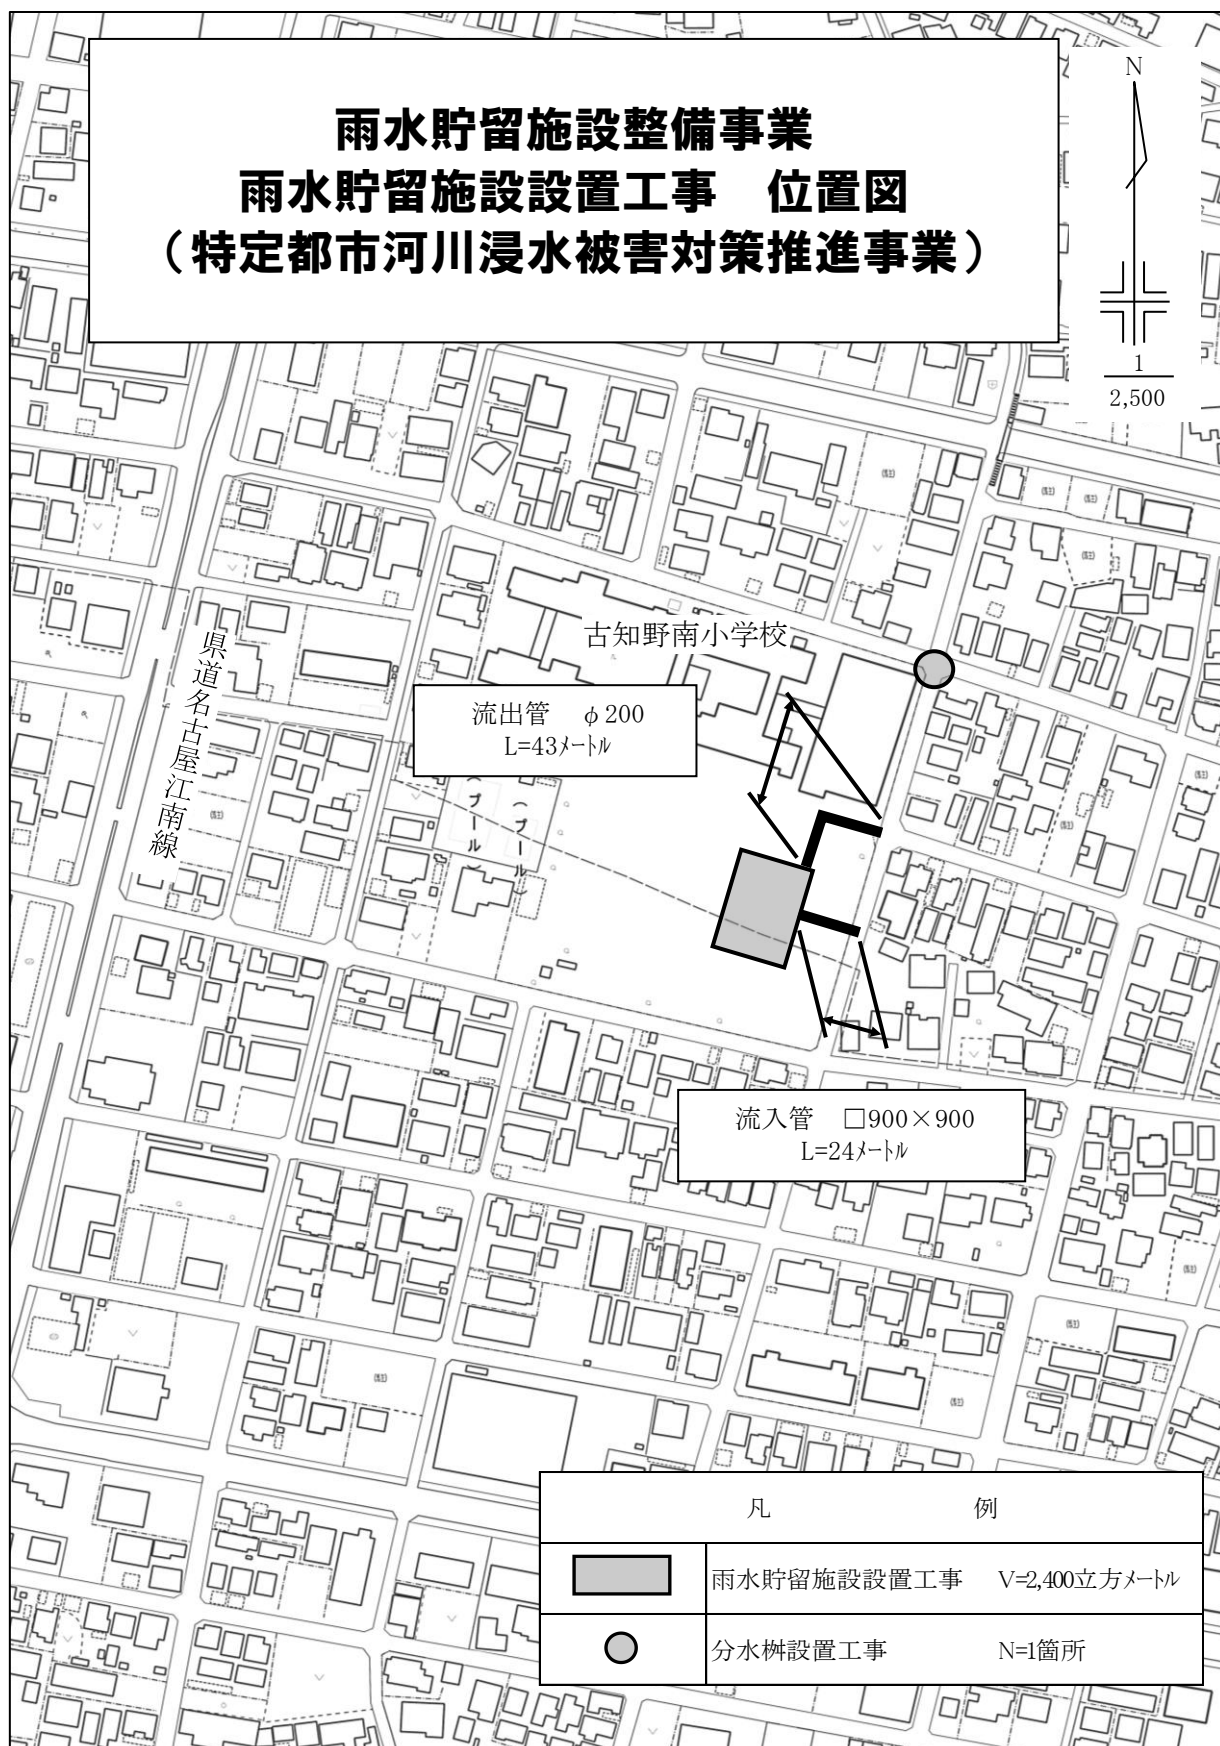 雨水貯留施設整備事業
雨水貯留施設設置工事　位置図
（特定都市河川浸水被害対策推進事業）
N
1
2,500
古知野南小学校
県道名古屋江南線
流出管　φ200
L=43メートル
（プール）
（プール）
流入管　□900×900
L=24メートル
凡　例
雨水貯留施設設置工事　V=2,400立方メートル
分水桝設置工事　N=1箇所